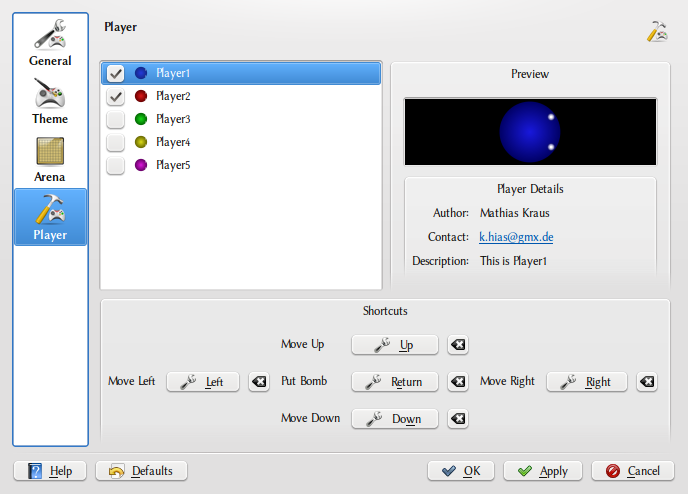 Player
General
Theme
Arena
Player
Player1
Player2
Player3
Player4
Player5
Preview
Player Details
Author: Mathias Kraus
Contact: k.hias@gmx.de
Description: This is Player1
Shortcuts
Move Up Up
Move Left Left Put Bomb Return Move Right Right
Move Down Down
Help Defaults OK Apply Cancel